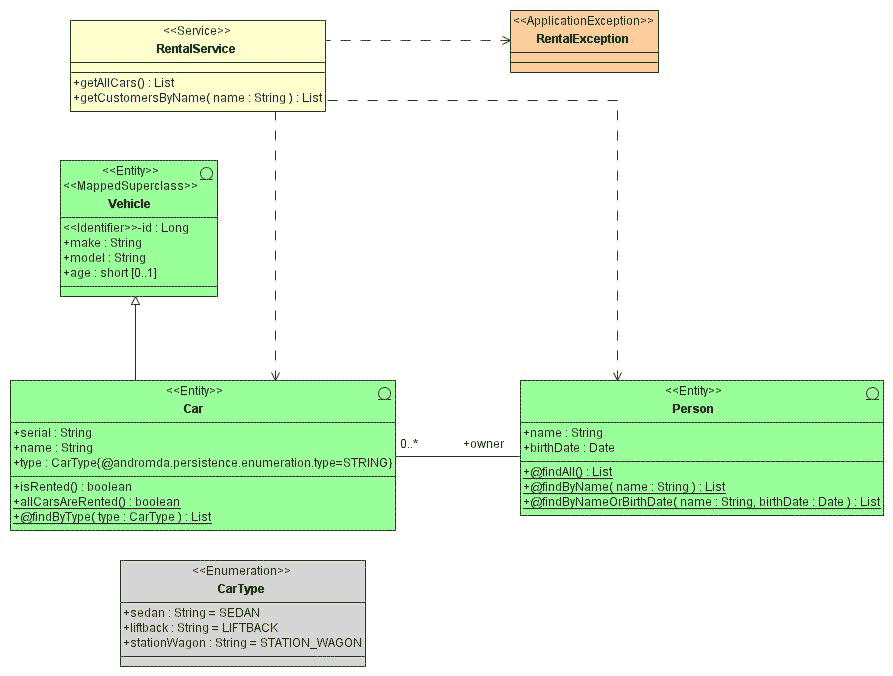 <<Service>>
RentalService
+getAllCars() : List
+getCustomersByName( name : String ) : List
<<ApplicationException>>
RentalException
<<Entity>>
<<MappedSuperclass>>
Vehicle
<<Identifier>>-id : Long
+make : String
+model : String
+age : short [0..1]
<<Entity>>
Car
+serial : String
+name : String
+type : CarType{@andromda.persistence.enumeration.type=STRING}
+isRented() : boolean
+allCarsAreRented() : boolean
+@findByType( type : CarType ) : List
0..*
+owner
<<Entity>>
Person
+name : String
+birthDate : Date
+@findAll() : List
+@findByName( name : String ) : List
+@findByNameOrBirthDate( name : String, birthDate : Date ) : List
<<Enumeration>>
CarType
+sedan : String = SEDAN
+liftback : String = LIFTBACK
+stationWagon : String = STATION_WAGON